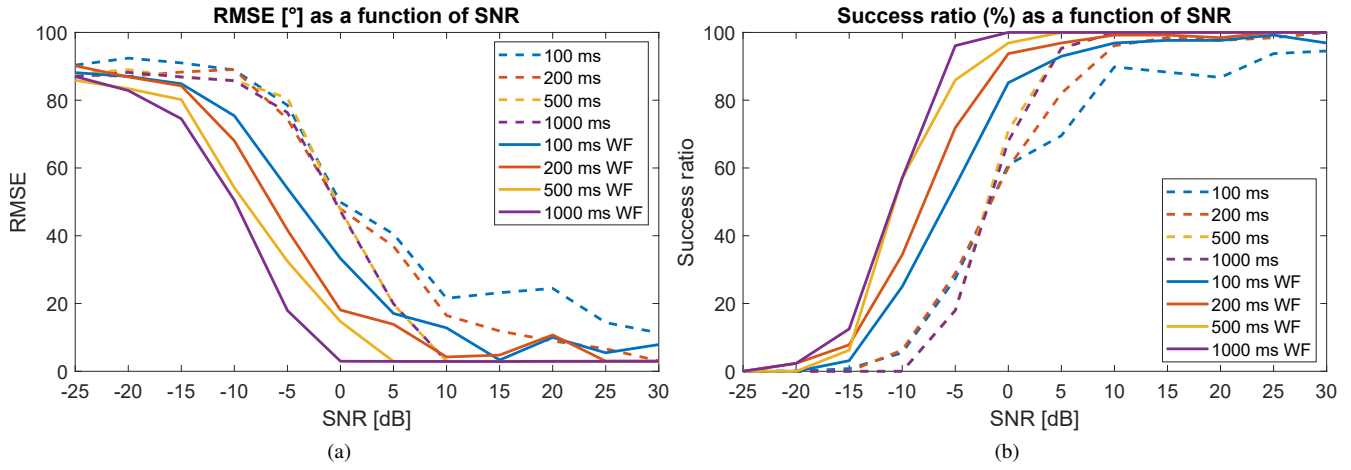 RMSE [°] as a function of SNR
100
80
60
40
20
0
RMSE
-25 -20 -15 -10 -5 0 5 10 15 20 25 30
SNR [dB]
100 ms
200 ms
500 ms
1000 ms
100 ms WF
200 ms WF
500 ms WF
1000 ms WF
(a)
Success ratio (%) as a function of SNR
100
80
60
40
20
0
Success ratio
-25 -20 -15 -10 -5 0 5 10 15 20 25 30
SNR [dB]
100 ms
200 ms
500 ms
1000 ms
100 ms WF
200 ms WF
500 ms WF
1000 ms WF
(b)